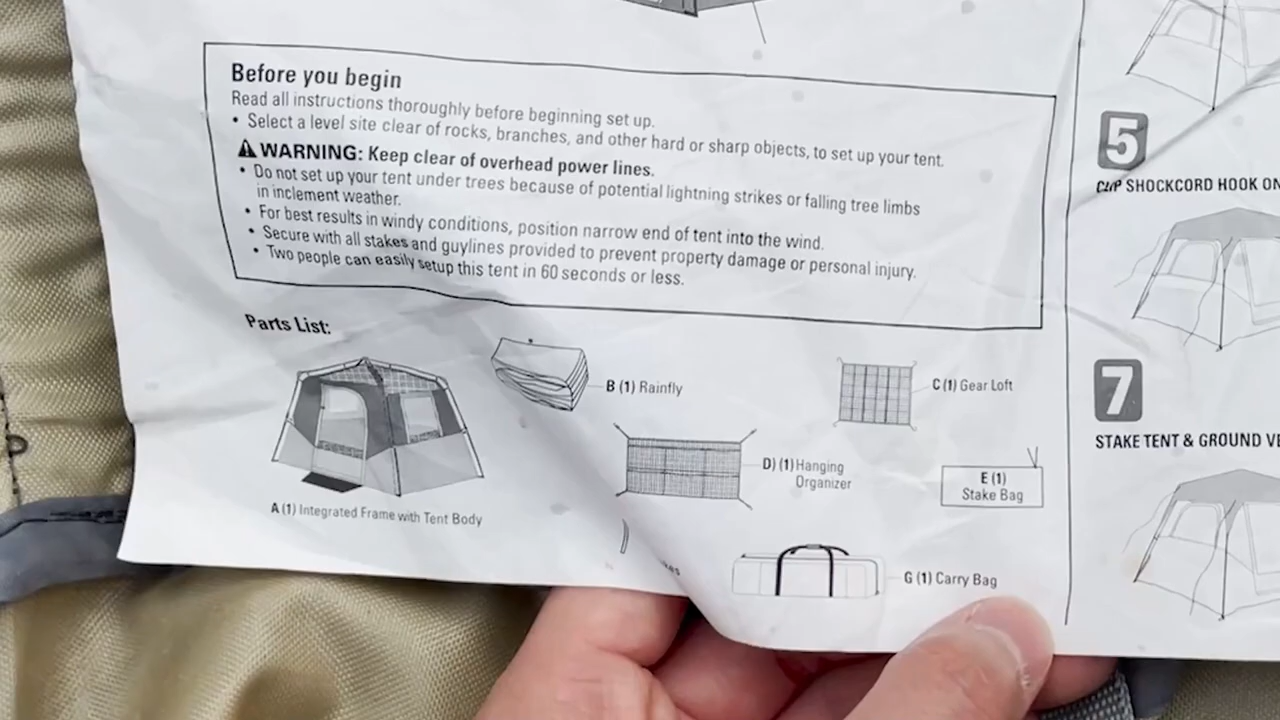 Before you begin
Read all instructions thoroughly before beginning set up.
• Select a level site clear of rocks, branches, and other hard or sharp objects, to set up your tent.
⚠ WARNING: Keep clear of overhead power lines.
• Do not set up your tent under trees because of potential lightning strikes or falling tree limbs
in inclement weather.
• For best results in windy conditions, position narrow end of tent into the wind.
• Secure with all stakes and guylines provided to prevent property damage or personal injury.
• Two people can easily setup this tent in 60 seconds or less.
Parts List:
A (1) Integrated Frame with Tent Body
B (1) Rainfly
C (1) Gear Loft
D) (1) Hanging
Organizer
E (1)
Stake Bag
G (1) Carry Bag
5
CLIP SHOCKCORD HOOK ON
7
STAKE TENT & GROUND VE